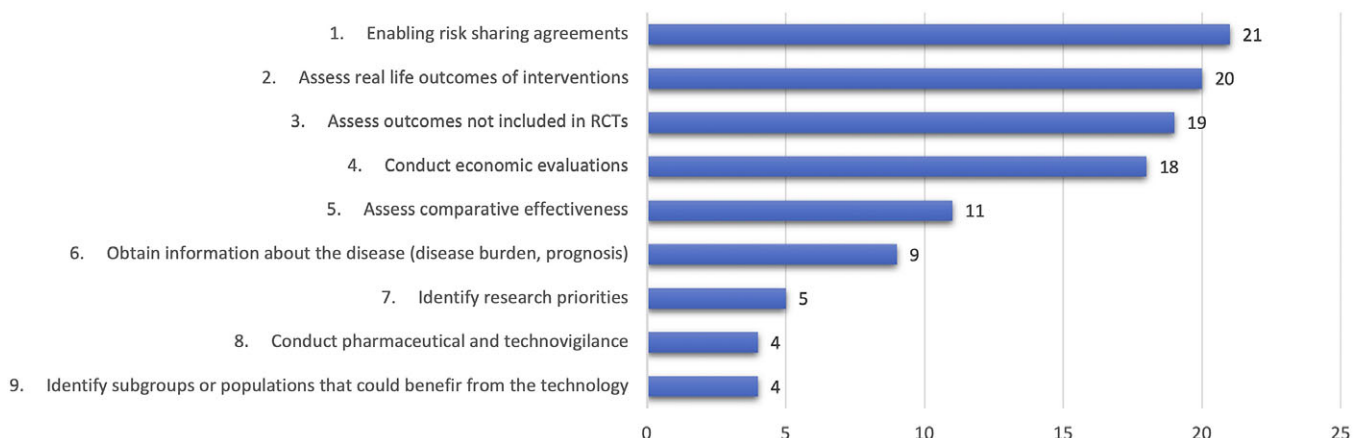 1. Enabling risk sharing agreements 21
2. Assess real life outcomes of interventions 20
3. Assess outcomes not included in RCTs 19
4. Conduct economic evaluations 18
5. Assess comparative effectiveness 11
6. Obtain information about the disease (disease burden, prognosis) 9
7. Identify research priorities 5
8. Conduct pharmaceutical and technovigilance 4
9. Identify subgroups or populations that could benefir from the technology 4
0 5 10 15 20 25